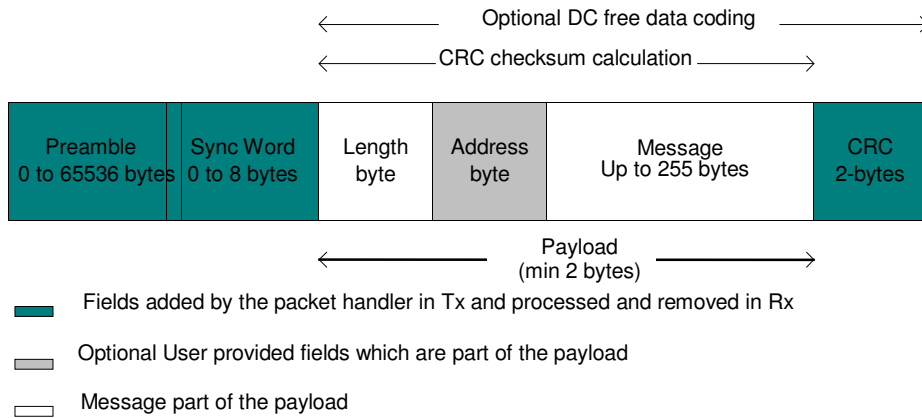 Optional DC free data coding
CRC checksum calculation
Preamble
0 to 65536 bytes
Sync Word
0 to 8 bytes
Length
byte
Address
byte
Message
Up to 255 bytes
CRC
2-bytes
Payload
(min 2 bytes)
Fields added by the packet handler in Tx and processed and removed in Rx
Optional User provided fields which are part of the payload
Message part of the payload